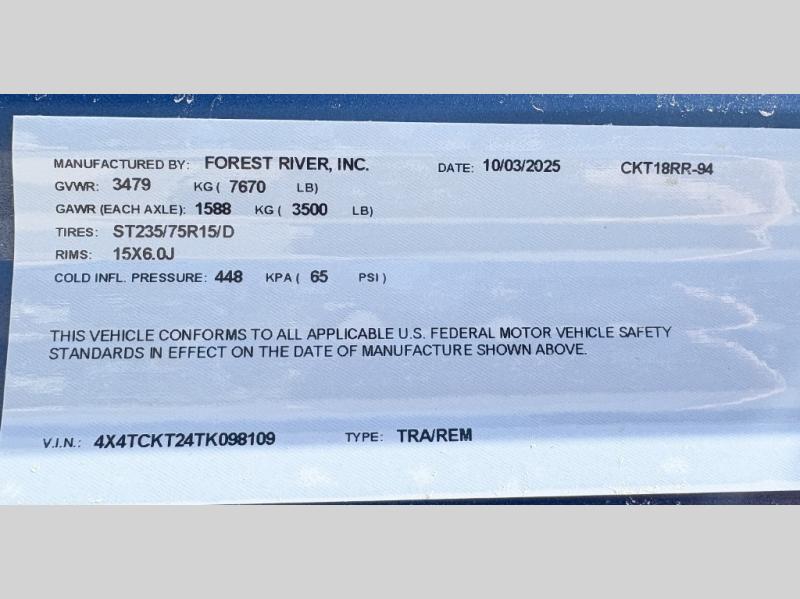 MANUFACTURED BY: FOREST RIVER, INC. DATE: 10/03/2025 CKT18RR-94
GVWR: 3479 KG ( 7670 LB)
GAWR (EACH AXLE): 1588 KG ( 3500 LB)
TIRES: ST235/75R15/D
RIMS: 15X6.0J
COLD INFL. PRESSURE: 448 KPA ( 65 PSI )
THIS VEHICLE CONFORMS TO ALL APPLICABLE U.S. FEDERAL MOTOR VEHICLE SAFETY
STANDARDS IN EFFECT ON THE DATE OF MANUFACTURE SHOWN ABOVE.
V.I.N.: 4X4TCKT24TK098109 TYPE: TRA/REM